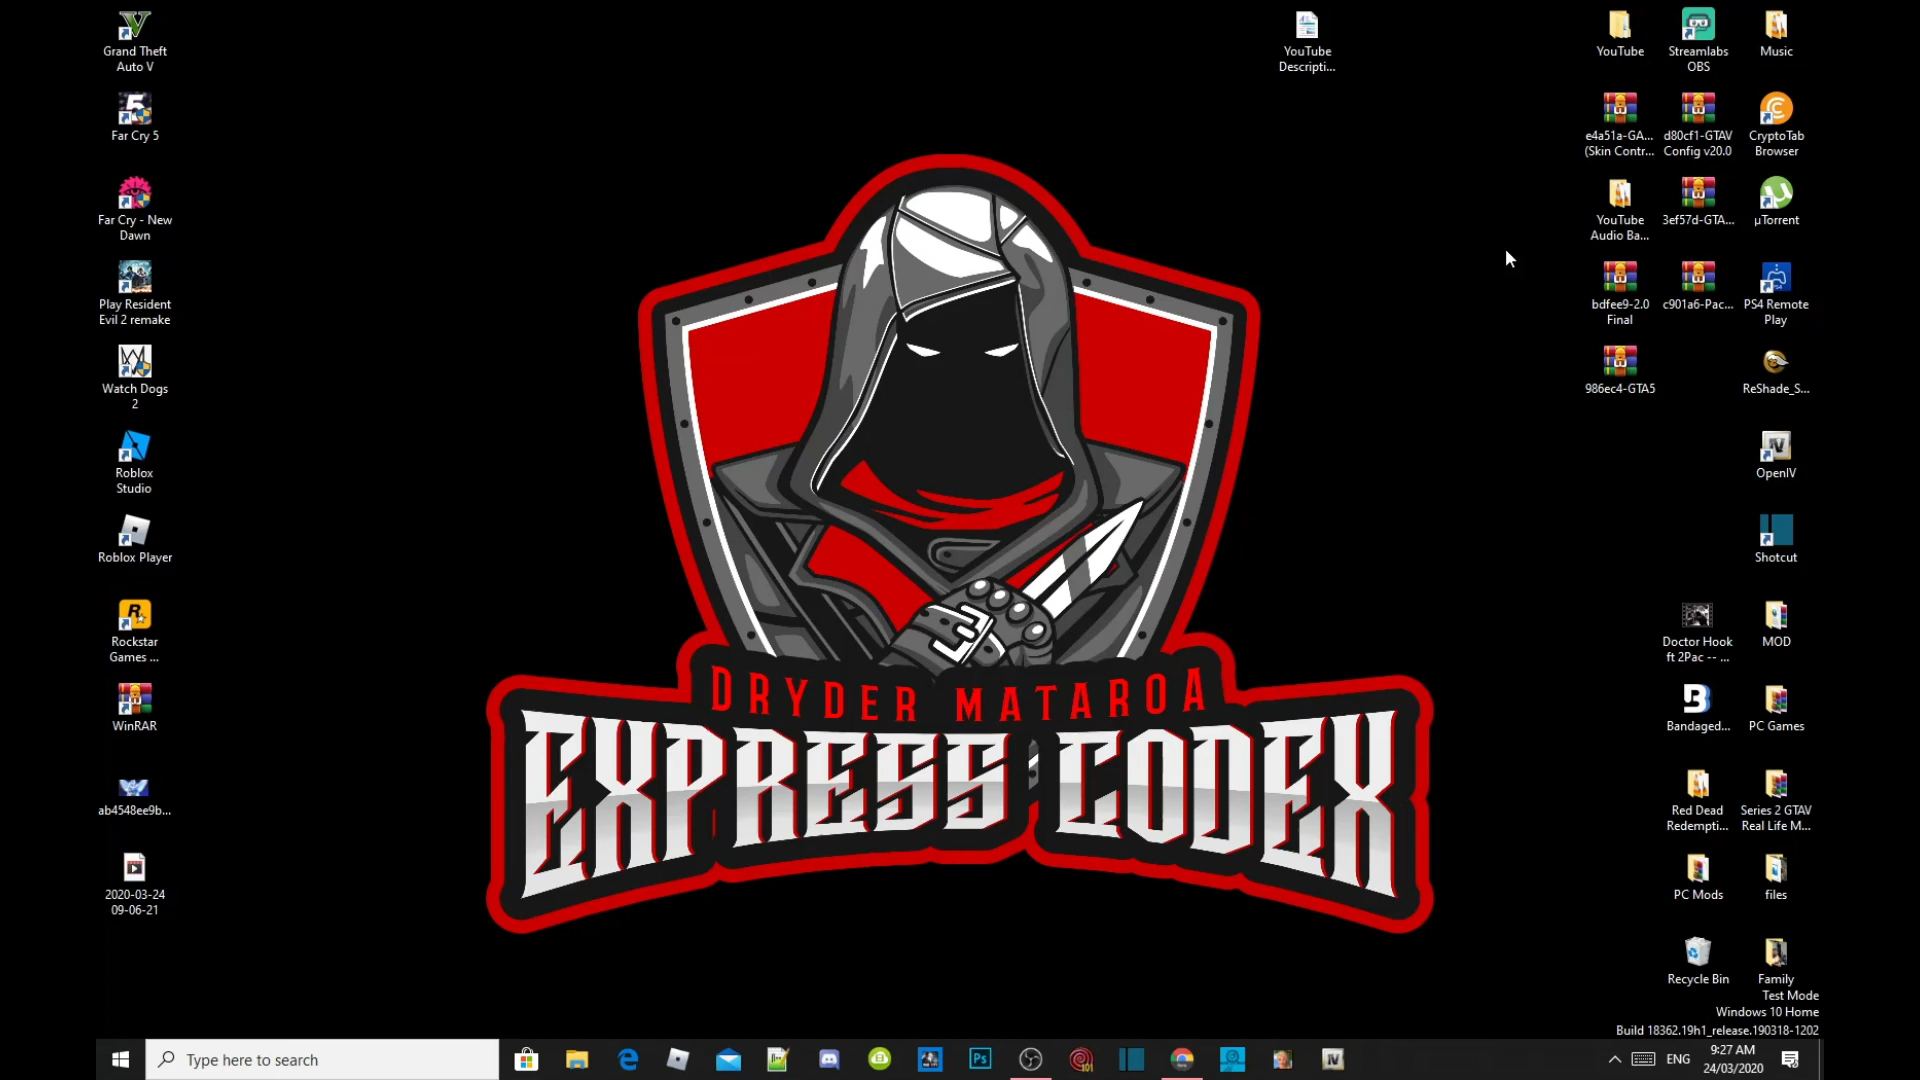 Grand Theft
Auto V
Far Cry 5
Far Cry - New
Dawn
Play Resident
Evil 2 remake
Watch Dogs
2
Roblox
Studio
Roblox Player
Rockstar
Games ...
WinRAR
ab4548ee9b...
2020-03-24
09-06-21
YouTube
Descripti...
YouTube
Streamlabs
OBS
Music
e4a51a-GA...
(Skin Contr...
d80cf1-GTAV
Config v20.0
CryptoTab
Browser
YouTube
Audio Ba...
3ef57d-GTA...
µTorrent
bdfee9-2.0
Final
c901a6-Pac...
PS4 Remote
Play
986ec4-GTA5
ReShade_S...
OpenIV
Shotcut
Doctor Hook
ft 2Pac -- ...
MOD
Bandaged...
PC Games
Red Dead
Redempti...
Series 2 GTAV
Real Life M...
PC Mods
files
Recycle Bin
Family
DRYDER MATAROA
EXPRESS CODEX
Test Mode
Windows 10 Home
Build 18362.19h1_release.190318-1202
Type here to search
Ps
101
IV
ENG
9:27 AM
24/03/2020